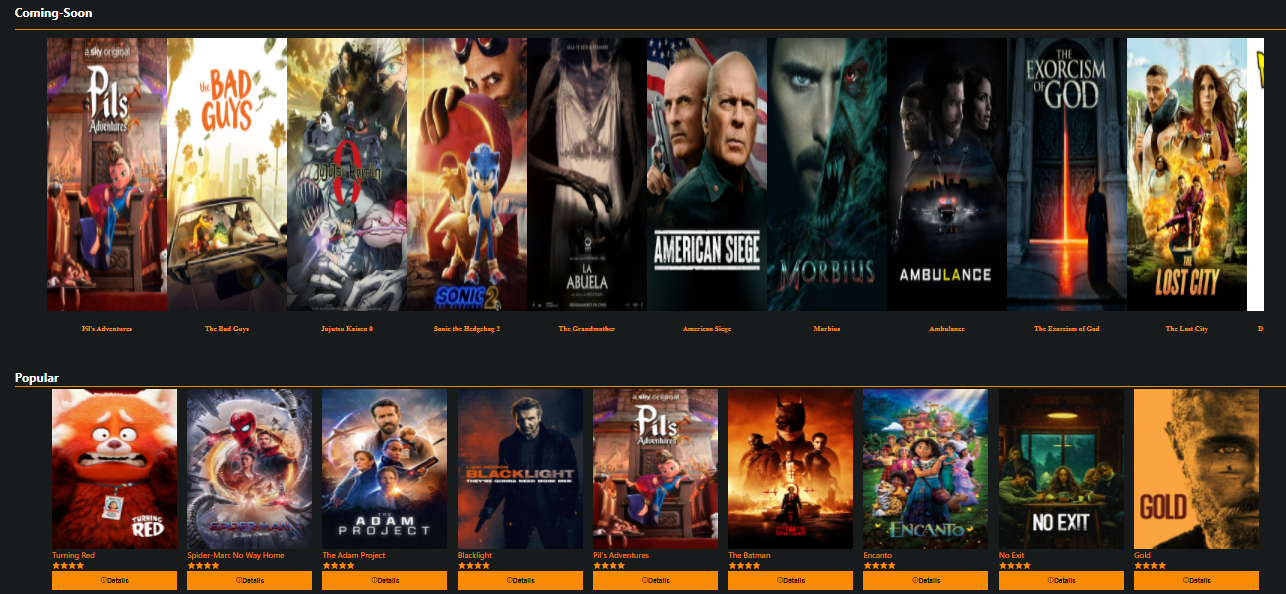 Coming-Soon
a sky original
Pil's
Adventures
the BAD
GUYS
JUJUTSU KAISEN
0
SONIC 2
LA
ABUELA
AMERICAN SIEGE
MORBIUS
AMBULANCE
THE
EXORCISM
OF GOD
THE
LOST CITY
Pil's Adventures
The Bad Guys
Jujutsu Kaisen 0
Sonic the Hedgehog 2
The Grandmother
American Siege
Morbius
Ambulance
The Exorcism of God
The Lost City
D
Popular
TURNING
RED
SPIDER-MAN
NO WAY HOME
THE
ADAM
PROJECT
LIAM NEESON
BLACKLIGHT
THEY'RE GONNA NEED MORE MEN
a sky original
Pil's
Adventures
THE
BATMAN
ENCANTO
NO EXIT
GOLD
Turning Red
Spider-Man: No Way Home
The Adam Project
Blacklight
Pil's Adventures
The Batman
Encanto
No Exit
Gold
Details
Details
Details
Details
Details
Details
Details
Details
Details